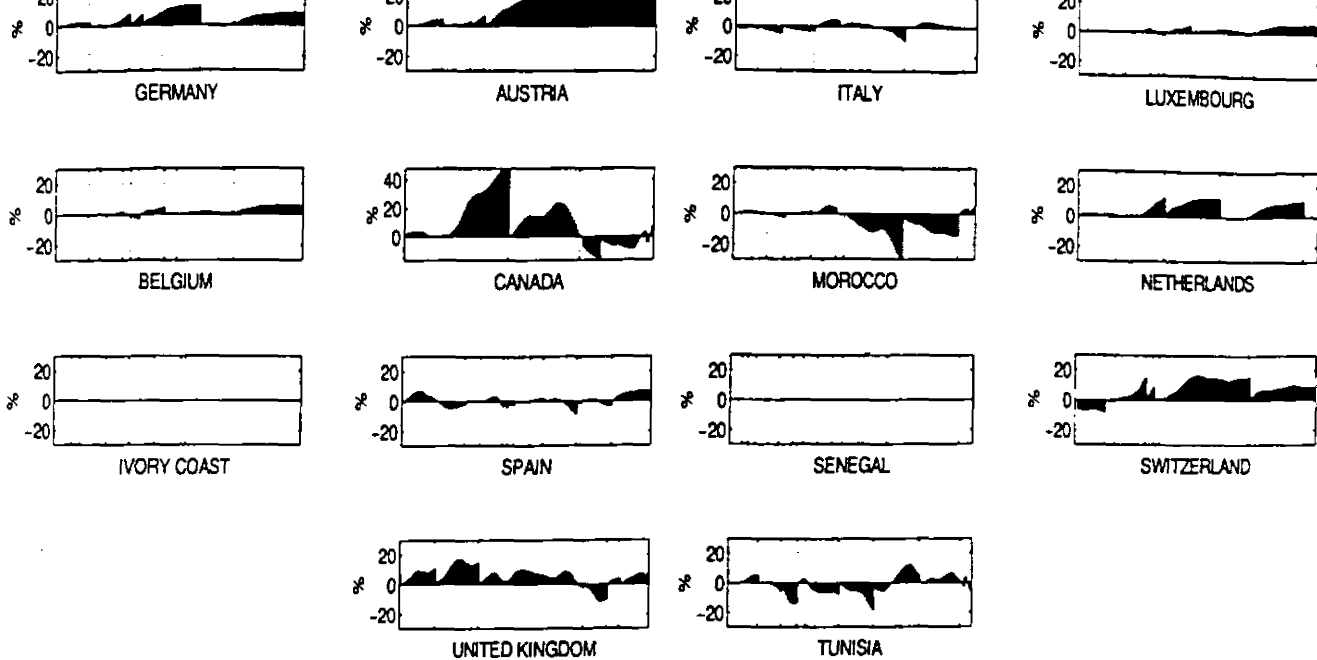 20 20 20
% 0 % 0 % 0 % 0
-20 -20 -20 -20
GERMANY AUSTRIA ITALY LUXEMBOURG
20 40 20 20
% 0 % 20 % 0 % 0
-20 0 -20 -20
BELGIUM CANADA MOROCCO NETHERLANDS
20 20 20 20
% 0 % 0 % 0 % 0
-20 -20 -20 -20
IVORY COAST SPAIN SENEGAL SWITZERLAND
20 20
% 0 % 0
-20 -20
UNITED KINGDOM TUNISIA